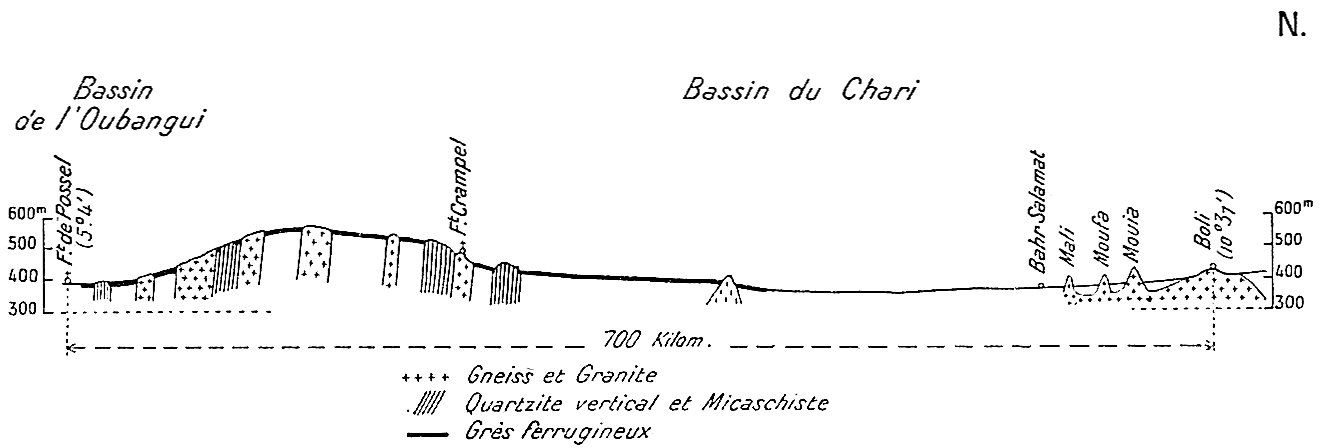 N.
Bassin
de l'Oubangui
Bassin du Chari
Ft de Possel
(5°4')
Ft Crampel
Bahr Salamat
Mali
Moufa
Mouia
Boli
(10°31')
600m
500
400
300
600m
500
400
300
700 Kilom.
Gneiss et Granite
Quartzite vertical et Micaschiste
Grès ferrugineux